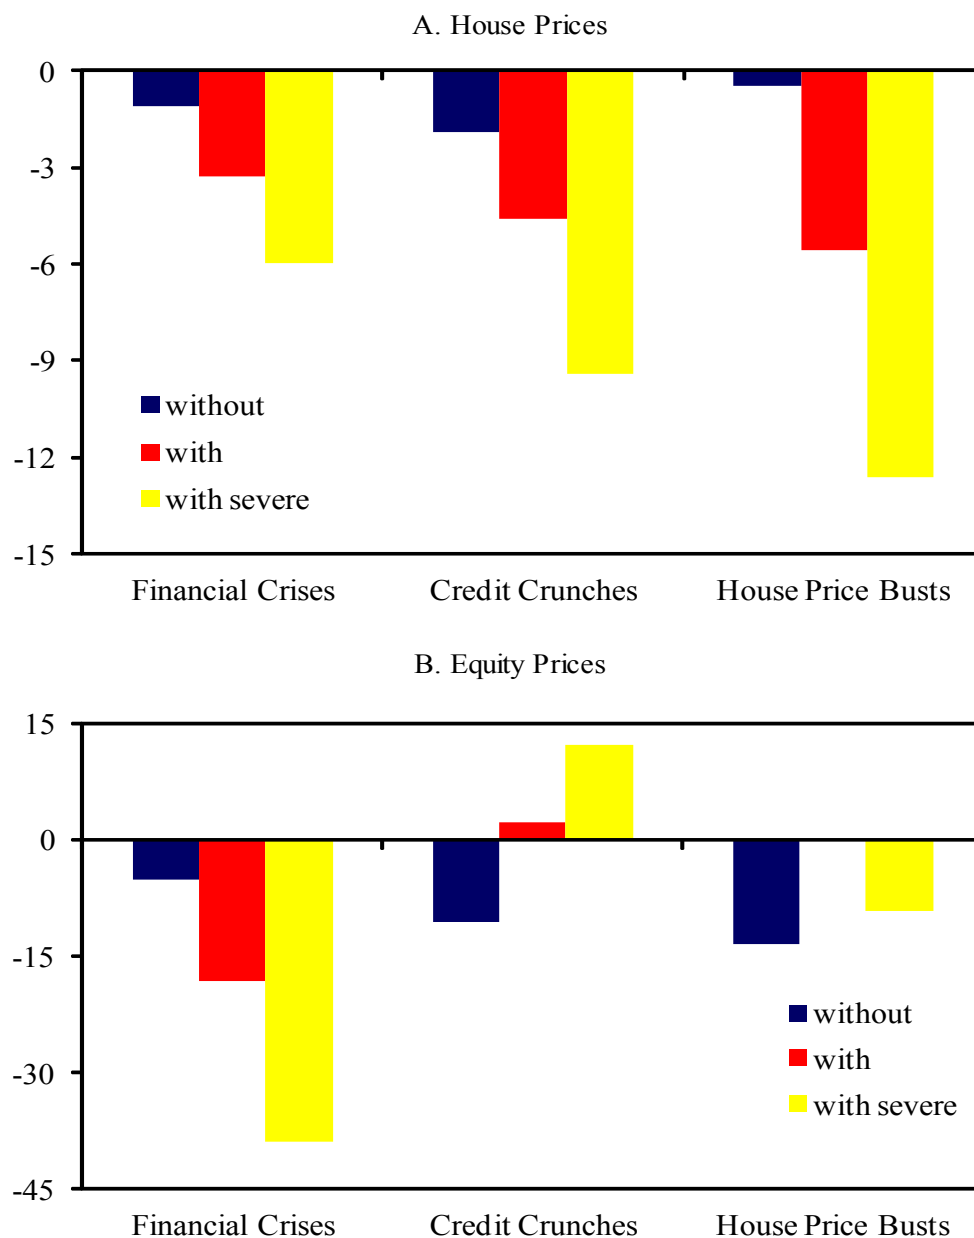 A. House Prices
0
-3
-6
-9
-12
-15
without
with
with severe
Financial Crises
Credit Crunches
House Price Busts
B. Equity Prices
15
0
-15
-30
-45
without
with
with severe
Financial Crises
Credit Crunches
House Price Busts